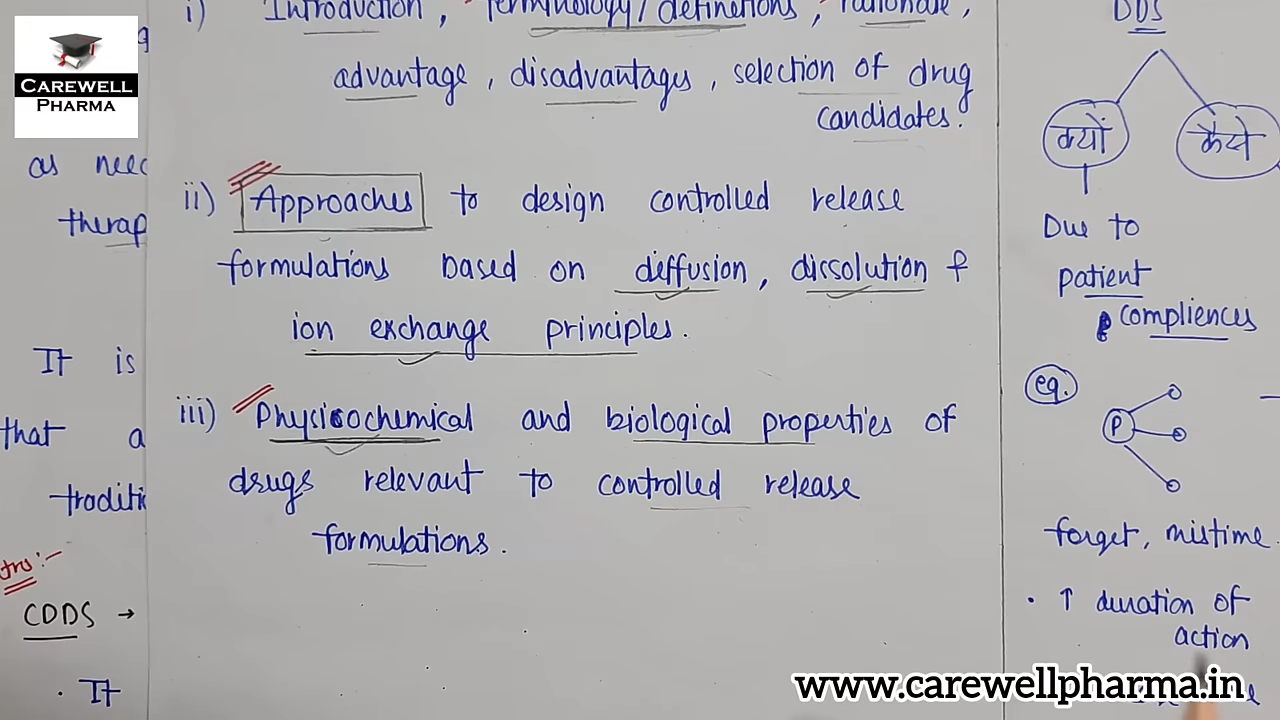 CAREWELL
PHARMA
i) Introduction, Terminology/definitions, rationale,
advantage, disadvantages, selection of drug
candidates.
ii) Approaches to design controlled release
formulations based on diffusion, dissolution &
ion exchange principles.
iii) Physicochemical and biological properties of
drugs relevant to controlled release
formulations.
as need
therap
It is
that a
traditi
CDDS →
· It
DDS
क्यों कैसे
Due to
patient
compliences
eg.
P
forget, mistime.
· ↑ duration of
action
www.carewellpharma.in